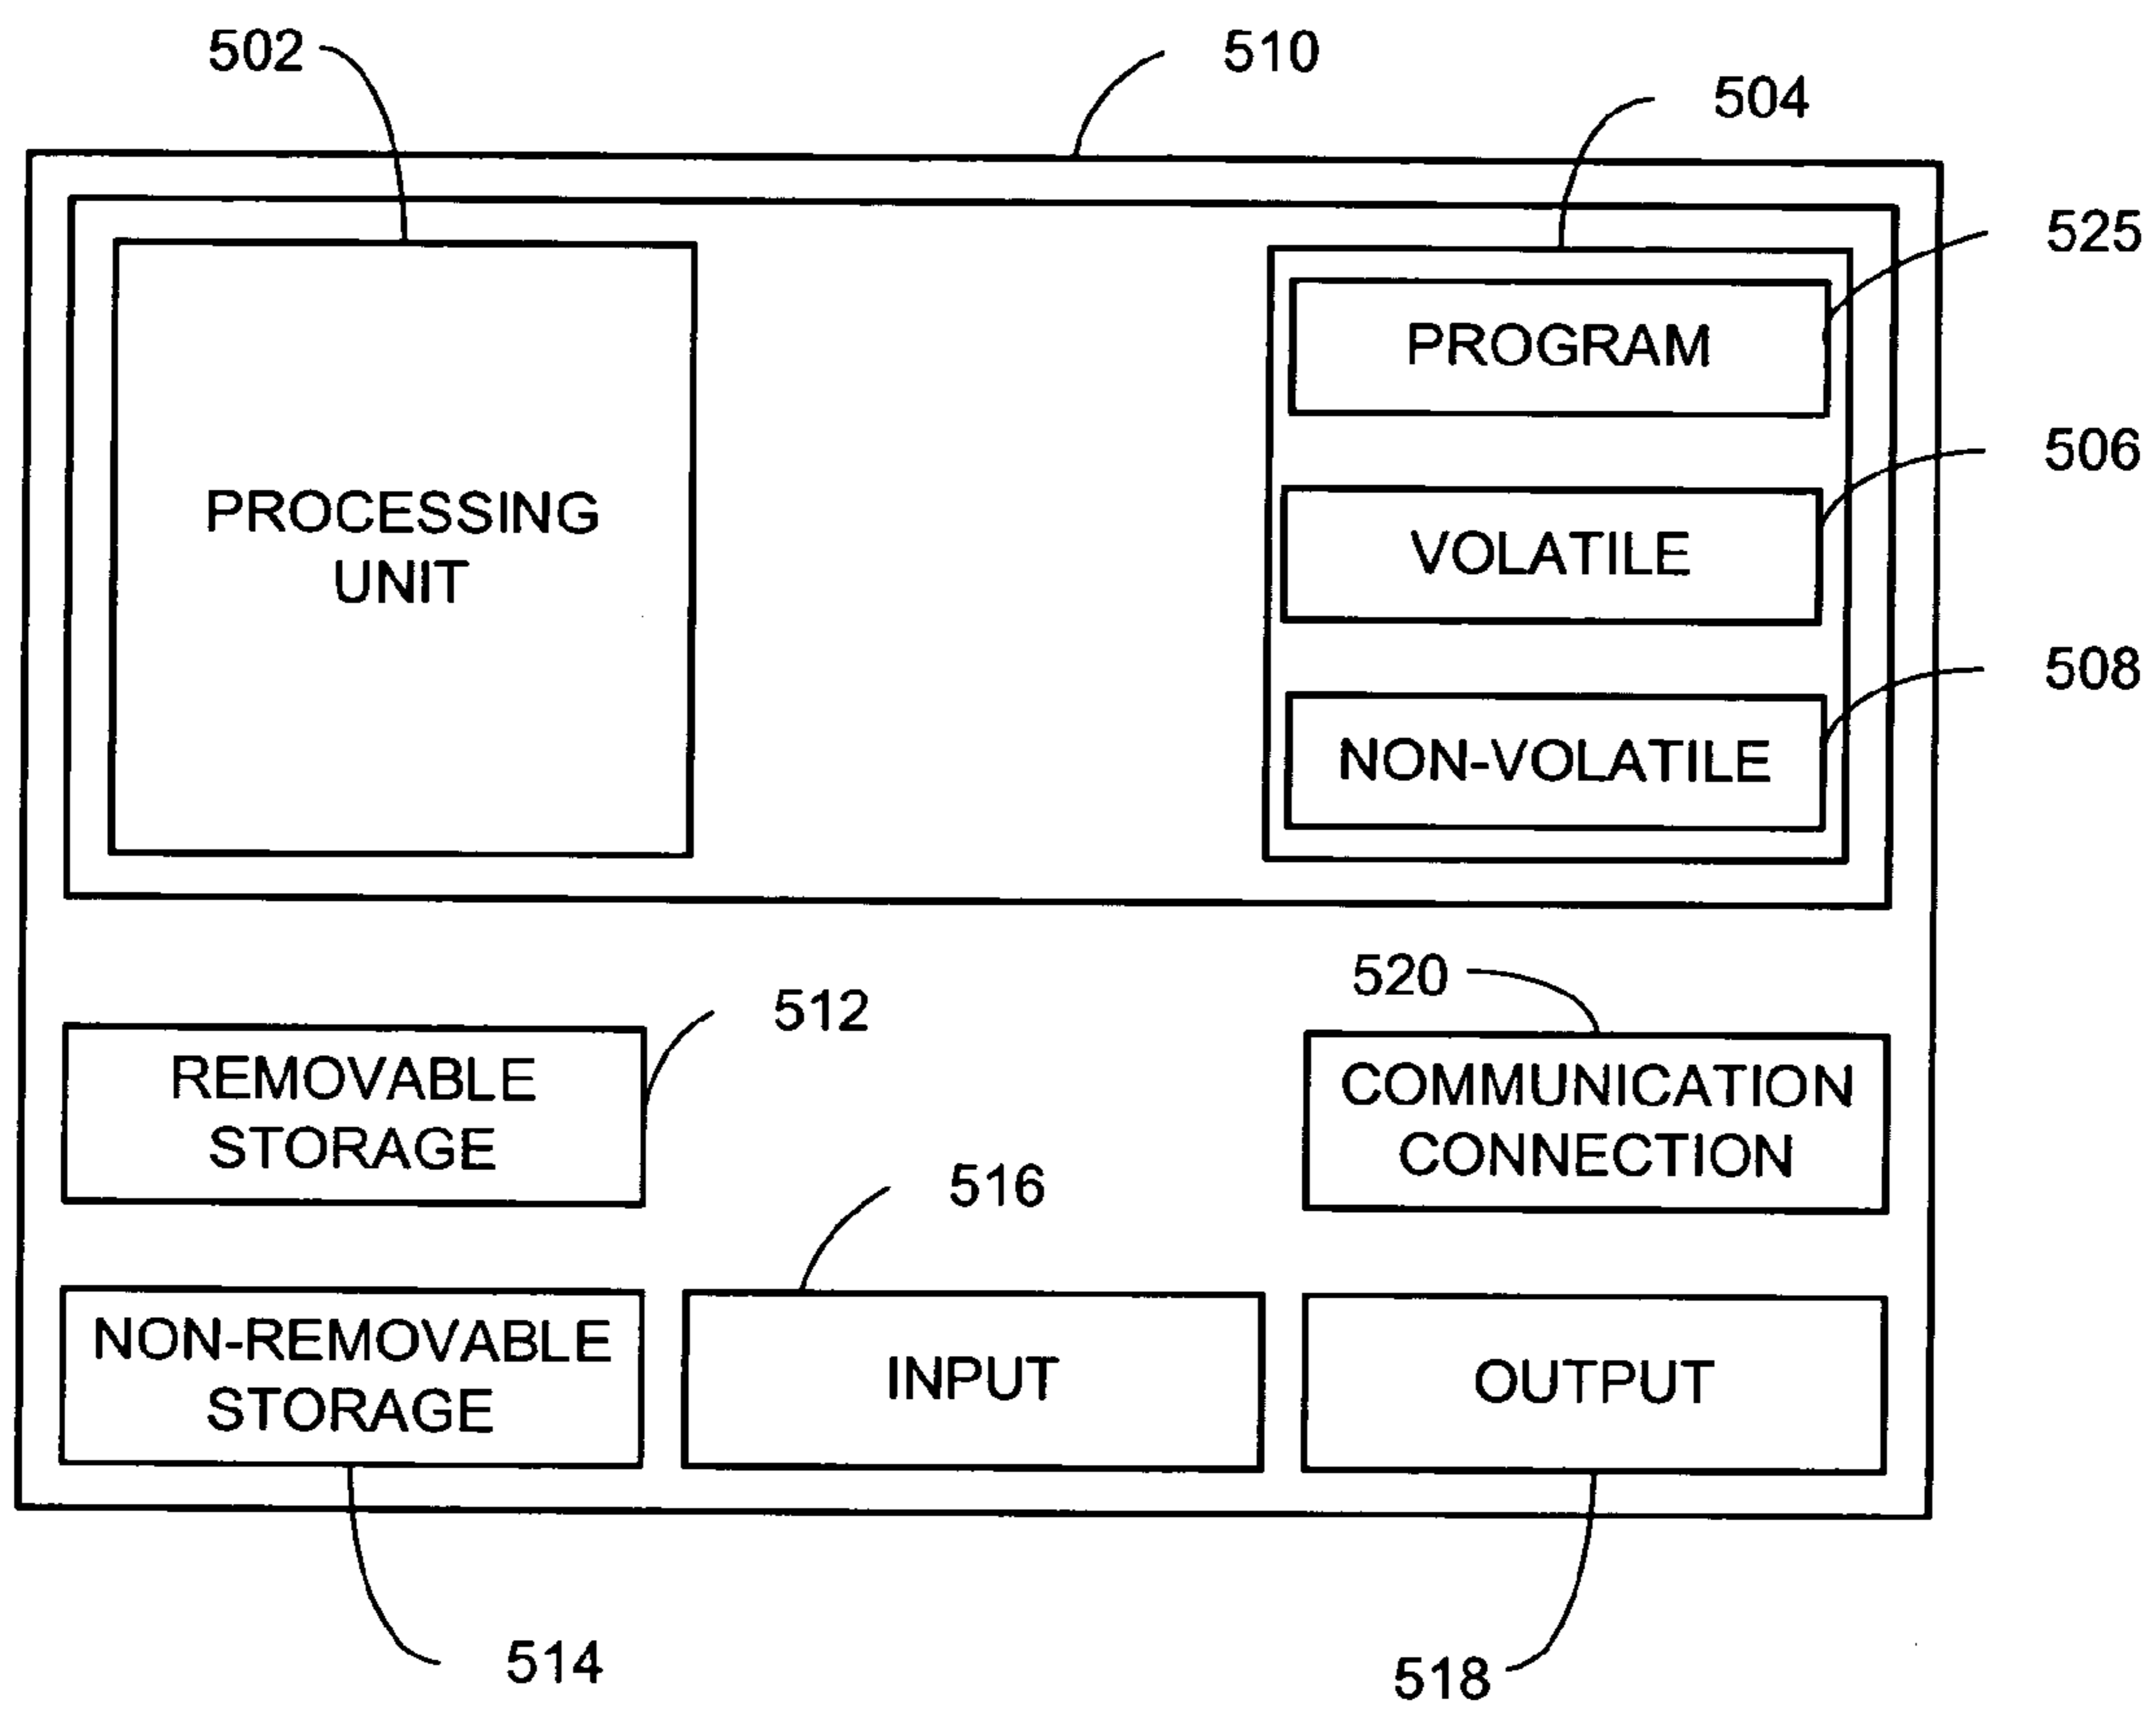 502
510
504
525
PROGRAM
506
PROCESSING
UNIT
VOLATILE
508
NON-VOLATILE
520
512
REMOVABLE
STORAGE
COMMUNICATION
CONNECTION
516
NON-REMOVABLE
STORAGE
INPUT
OUTPUT
514
518